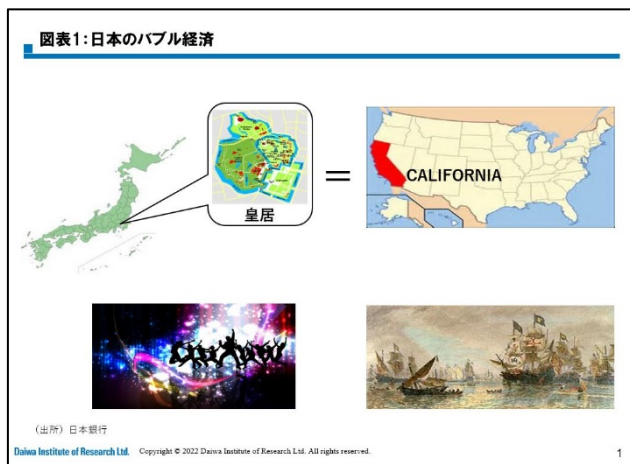 図表1:日本のバブル経済
皇居
=
CALIFORNIA
(出所)日本銀行
Daiwa Institute of Research Ltd. Copyright © 2022 Daiwa Institute of Research Ltd. All rights reserved.
1